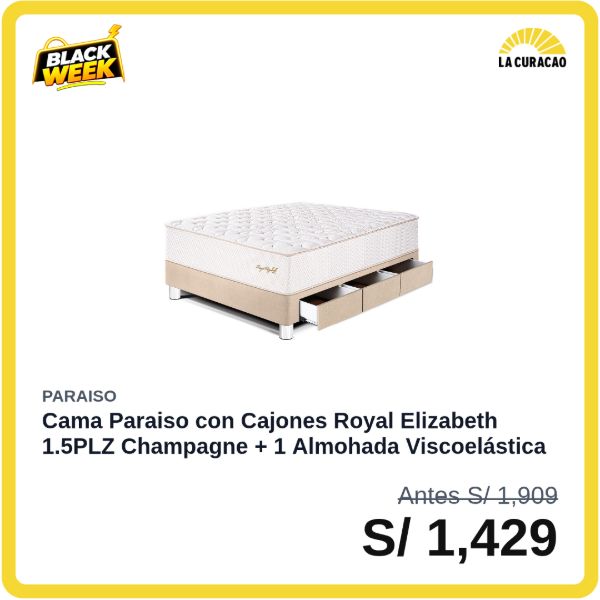 BLACK
WEEK
LA CURACAO
PARAISO
Cama Paraiso con Cajones Royal Elizabeth
1.5PLZ Champagne + 1 Almohada Viscoelástica
Antes S/ 1,909
S/ 1,429